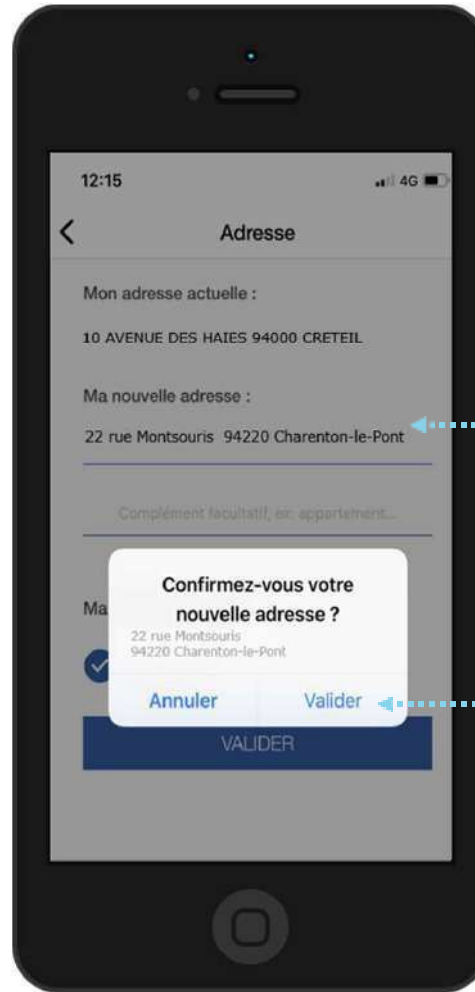 12:15 4G
Adresse
Mon adresse actuelle :
10 AVENUE DES HAIES 94000 CRETEIL
Ma nouvelle adresse :
22 rue Montsouris 94220 Charenton-le-Pont
Complément facultatif, ex: appartement...
Ma
Confirmez-vous votre
nouvelle adresse ?
22 rue Montsouris
94220 Charenton-le-Pont
Annuler Valider
VALIDER